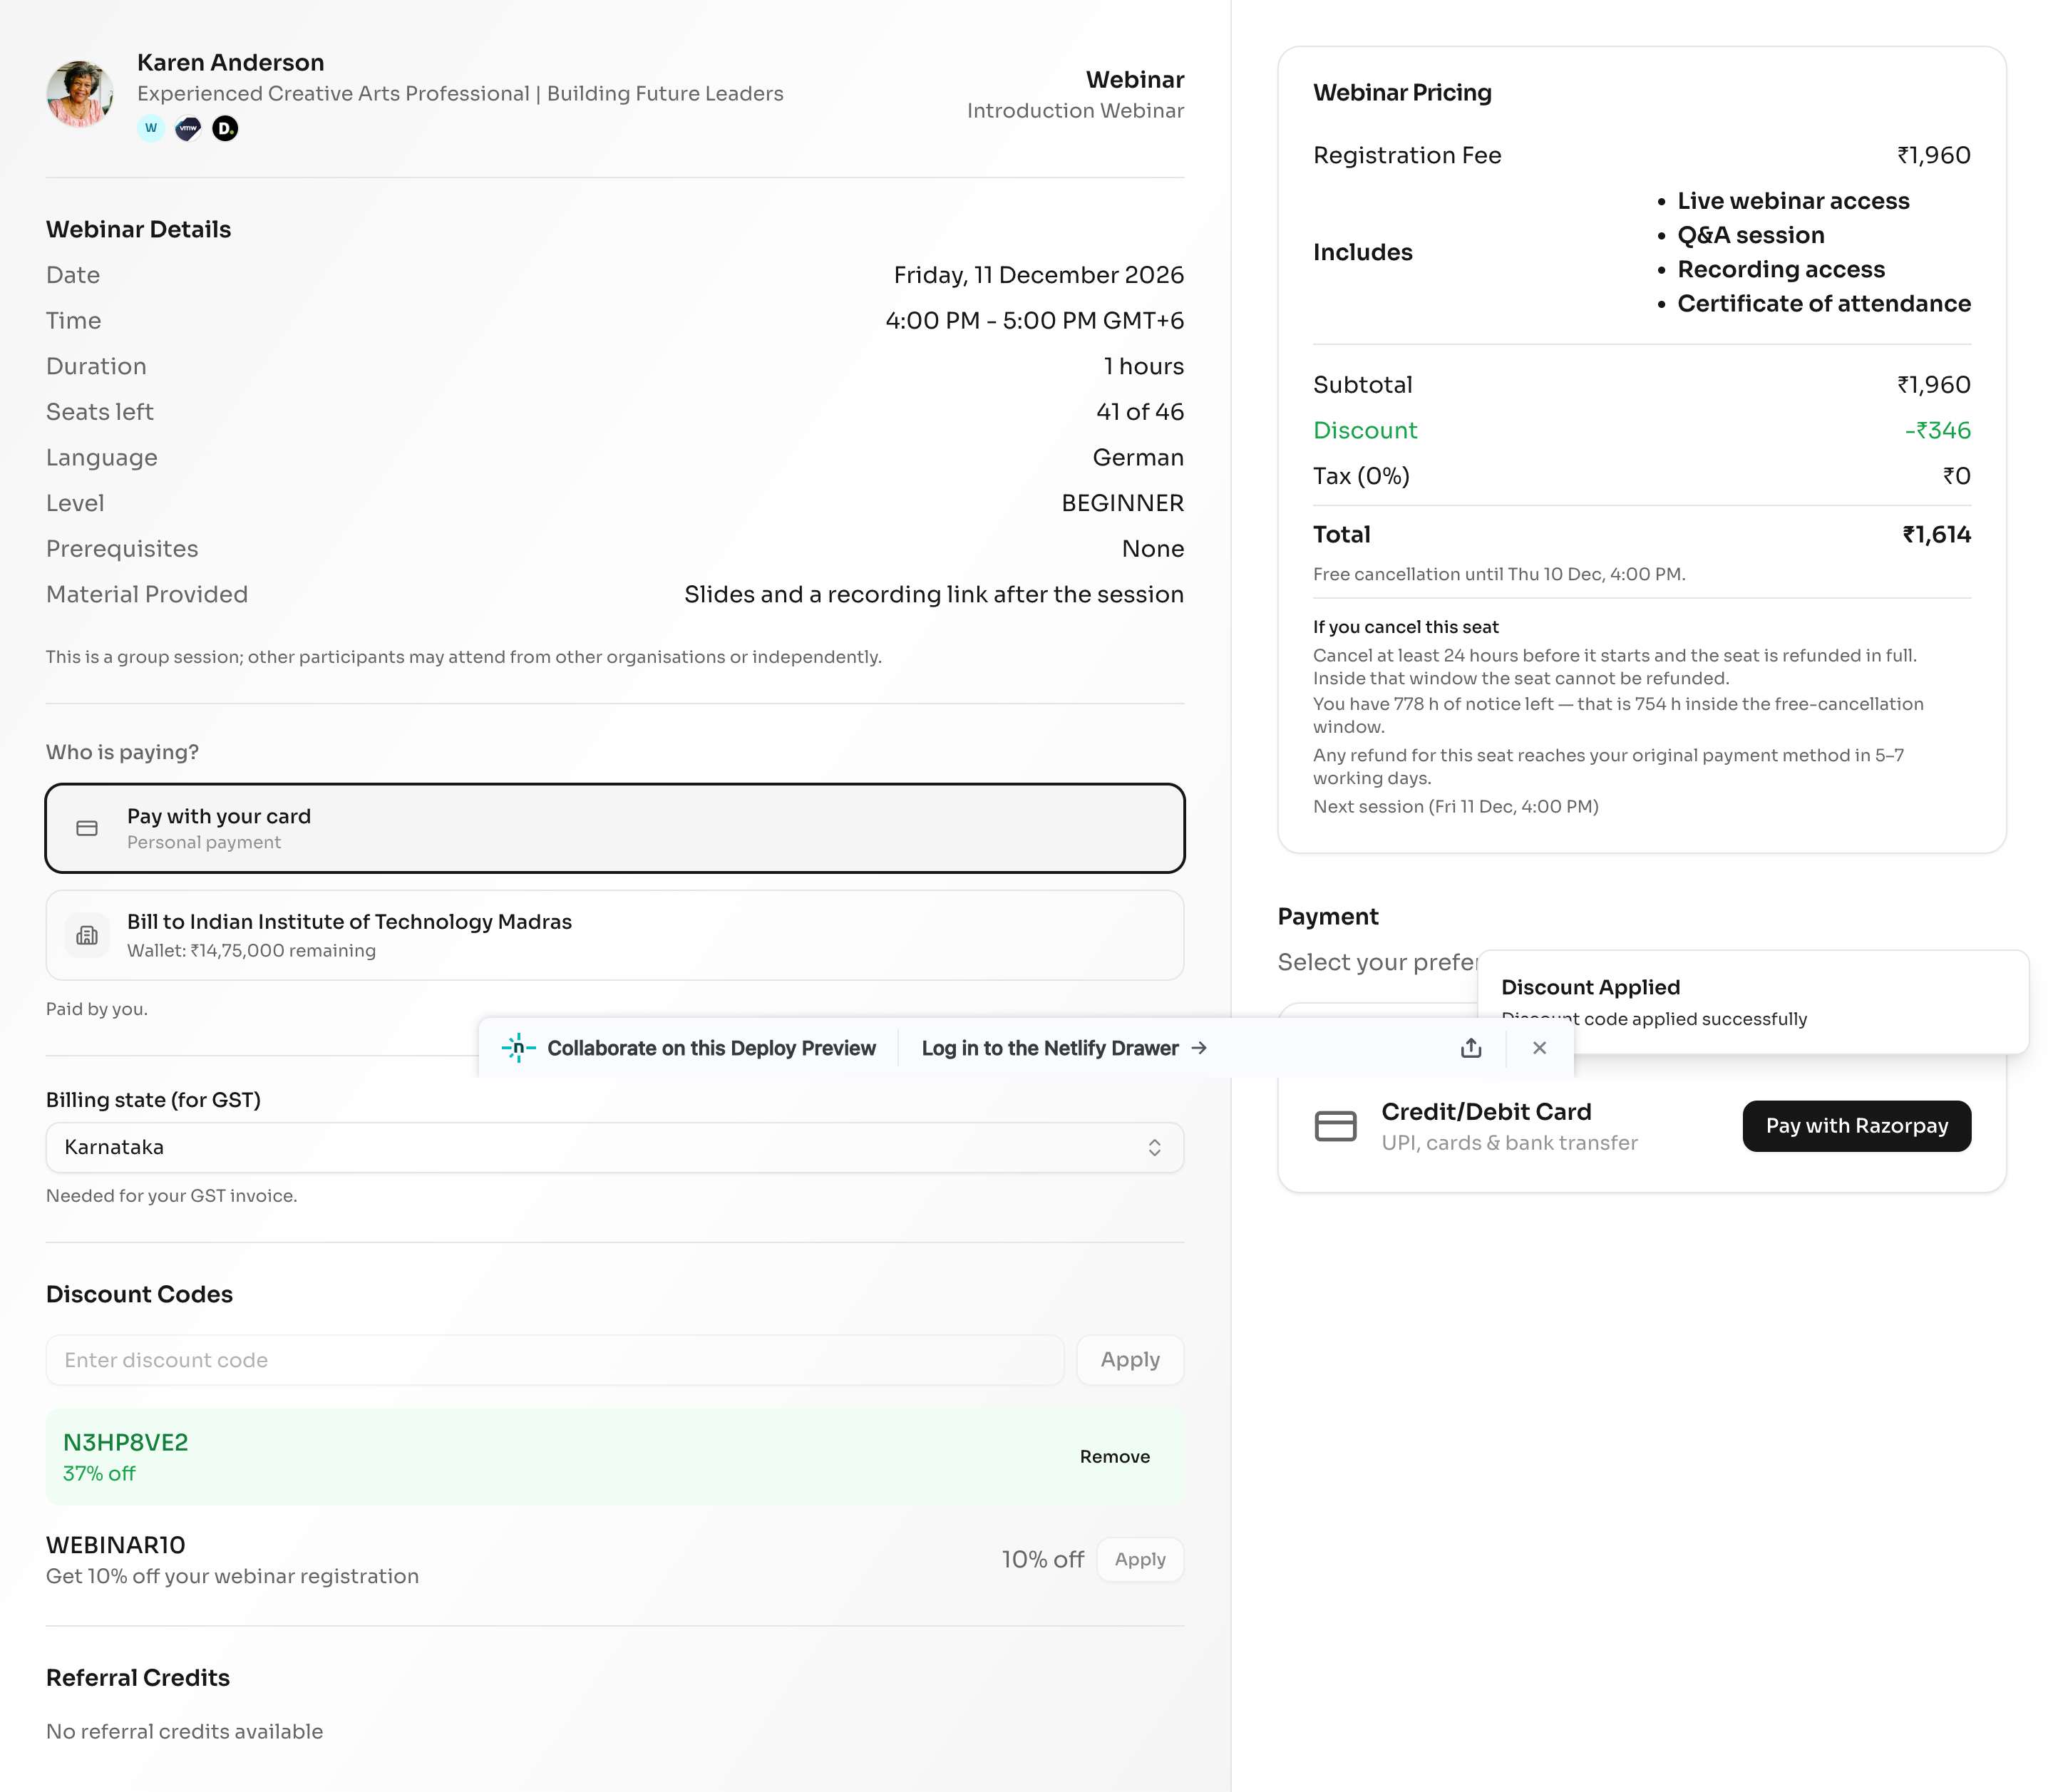 Karen Anderson
Experienced Creative Arts Professional | Building Future Leaders
W vmw D.
Webinar
Introduction Webinar
Webinar Details
Date Friday, 11 December 2026
Time 4:00 PM - 5:00 PM GMT+6
Duration 1 hours
Seats left 41 of 46
Language German
Level BEGINNER
Prerequisites None
Material Provided Slides and a recording link after the session
This is a group session; other participants may attend from other organisations or independently.
Who is paying?
Pay with your card
Personal payment
Bill to Indian Institute of Technology Madras
Wallet: ₹14,75,000 remaining
Paid by you.
Collaborate on this Deploy Preview Log in to the Netlify Drawer →
Billing state (for GST)
Karnataka
Needed for your GST invoice.
Discount Codes
Enter discount code Apply
N3HP8VE2
37% off
Remove
WEBINAR10
Get 10% off your webinar registration
10% off Apply
Referral Credits
No referral credits available
Webinar Pricing
Registration Fee ₹1,960
Includes
• Live webinar access
• Q&A session
• Recording access
• Certificate of attendance
Subtotal ₹1,960
Discount -₹346
Tax (0%) ₹0
Total ₹1,614
Free cancellation until Thu 10 Dec, 4:00 PM.
If you cancel this seat
Cancel at least 24 hours before it starts and the seat is refunded in full.
Inside that window the seat cannot be refunded.
You have 778 h of notice left — that is 754 h inside the free-cancellation
window.
Any refund for this seat reaches your original payment method in 5–7
working days.
Next session (Fri 11 Dec, 4:00 PM)
Payment
Select your
Discount Applied
Discount code applied successfully
Credit/Debit Card
UPI, cards & bank transfer
Pay with Razorpay